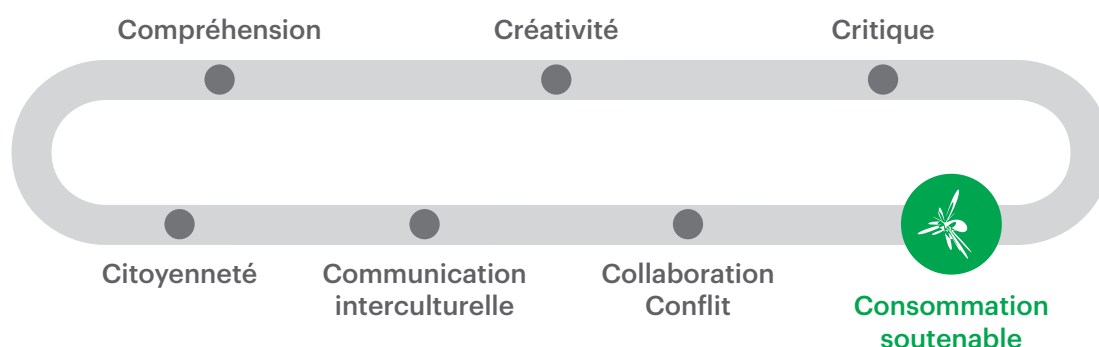 Compréhension
Créativité
Critique
Citoyenneté
Communication
interculturelle
Collaboration
Conflit
Consommation
soutenable